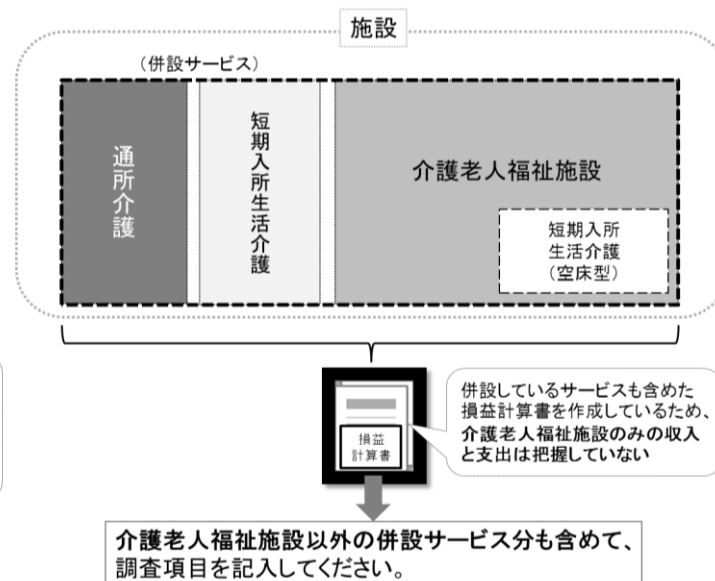 施設
（併設サービス）
通所介護
短期入所生活介護
介護老人福祉施設
短期入所
生活介護
（空床型）
損益
計算書
併設しているサービスも含めた
損益計算書を作成しているため、
介護老人福祉施設のみの収入
と支出は把握していない
介護老人福祉施設以外の併設サービス分も含めて、
調査項目を記入してください。